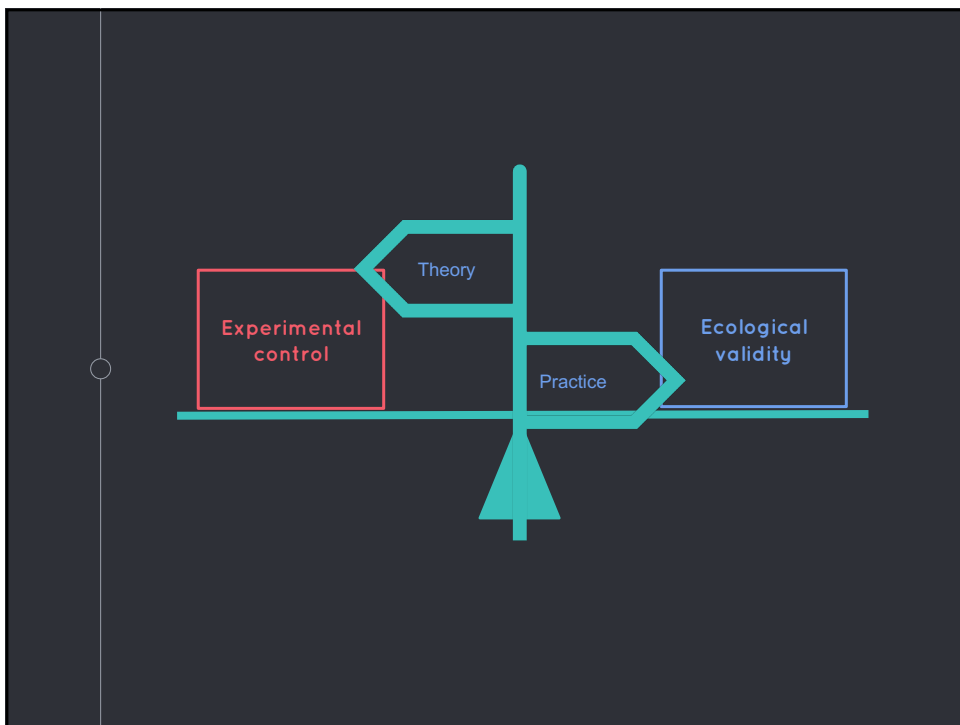 Theory
Experimental
control
Practice
Ecological
validity